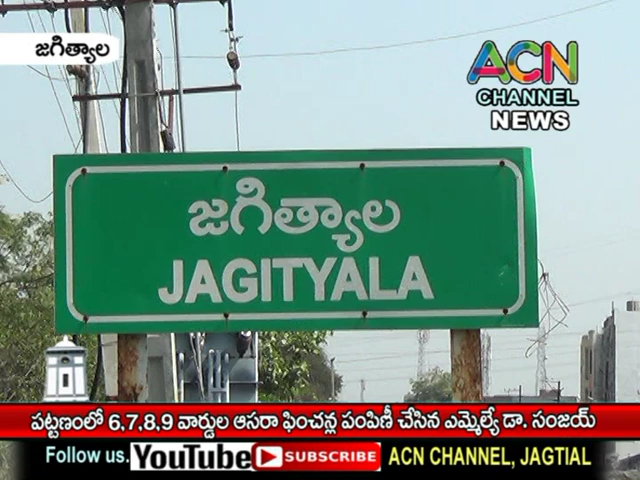 జగిత్యాల
ACN
CHANNEL
NEWS
జగిత్యాల
JAGITYALA
పట్టణంలో 6,7,8,9 వార్డుల ఆసరా ఫించన్ల పంపిణీ చేసిన ఎమ్మెల్యే డా. సంజయ్
Follow us. YouTube SUBSCRIBE ACN CHANNEL, JAGTIAL